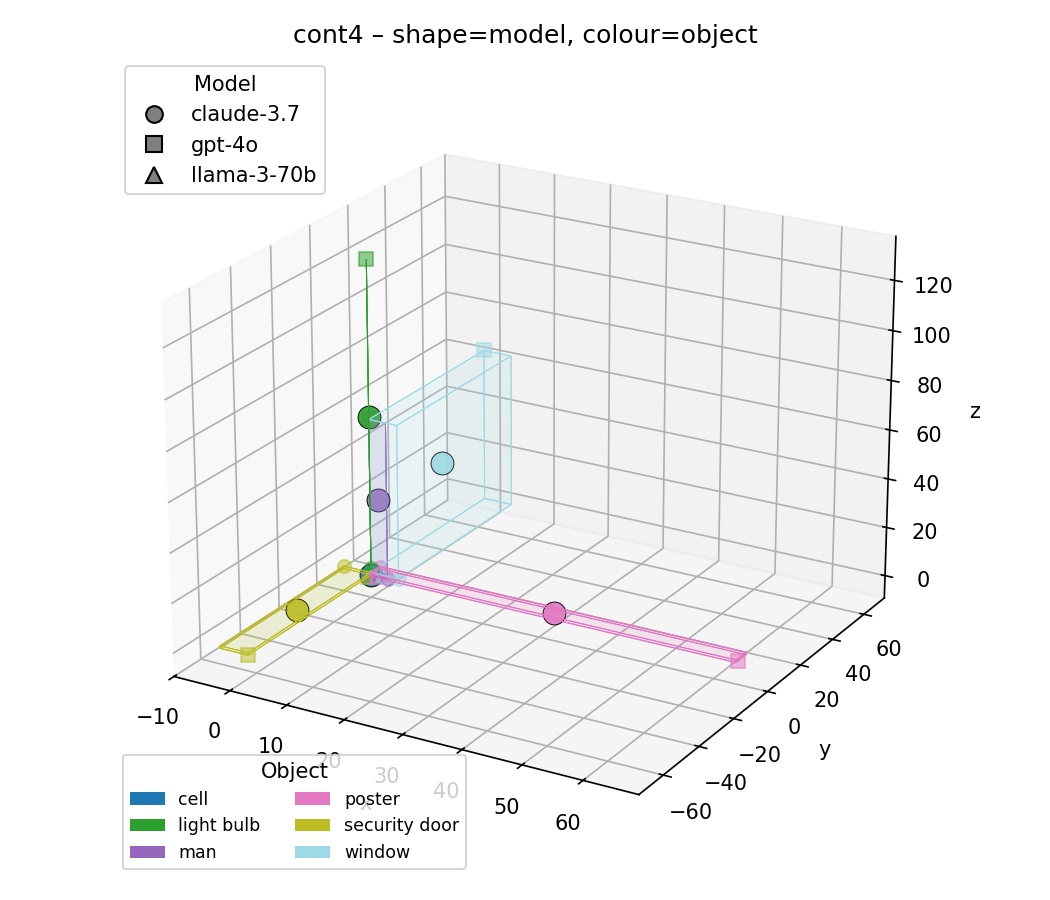 cont4 – shape=model, colour=object
Model
claude-3.7
gpt-4o
llama-3-70b
120
100
80
60
40
20
0
z
60
40
20
0
−20
−40
−60
y
−10
0
10
20
30
40
50
60
x
Object
cell
light bulb
man
poster
security door
window